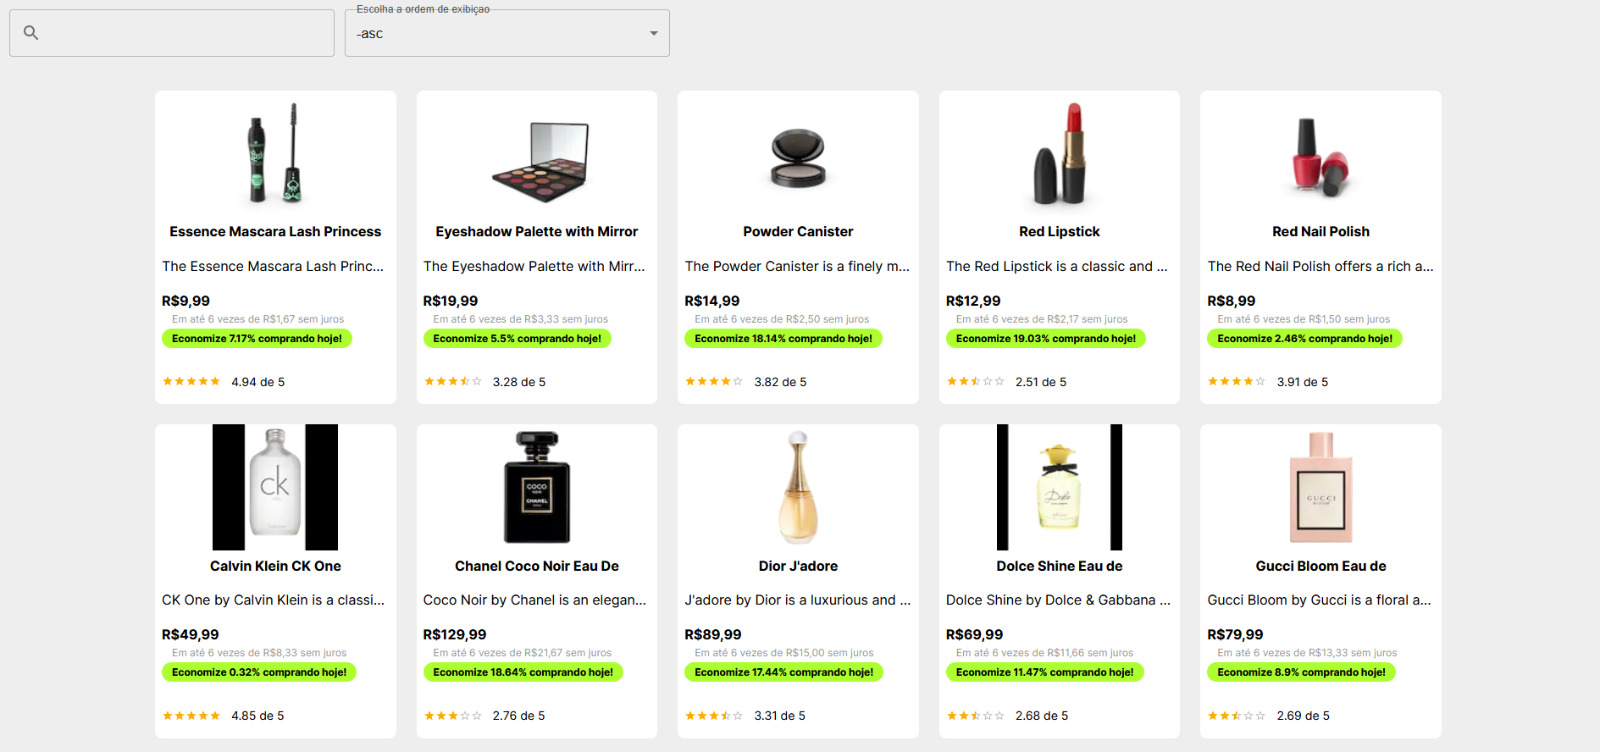 Escolha a ordem de exibiçao
-asc
Essence Mascara Lash Princess
The Essence Mascara Lash Princ...
R$9,99
Em até 6 vezes de R$1,67 sem juros
Economize 7.17% comprando hoje!
4.94 de 5
Eyeshadow Palette with Mirror
The Eyeshadow Palette with Mirr...
R$19,99
Em até 6 vezes de R$3,33 sem juros
Economize 5.5% comprando hoje!
3.28 de 5
Powder Canister
The Powder Canister is a finely m...
R$14,99
Em até 6 vezes de R$2,50 sem juros
Economize 18.14% comprando hoje!
3.82 de 5
Red Lipstick
The Red Lipstick is a classic and ...
R$12,99
Em até 6 vezes de R$2,17 sem juros
Economize 19.03% comprando hoje!
2.51 de 5
Red Nail Polish
The Red Nail Polish offers a rich a...
R$8,99
Em até 6 vezes de R$1,50 sem juros
Economize 2.46% comprando hoje!
3.91 de 5
ck
Calvin Klein CK One
CK One by Calvin Klein is a classi...
R$49,99
Em até 6 vezes de R$8,33 sem juros
Economize 0.32% comprando hoje!
4.85 de 5
COCO
NOIR
CHANEL
Chanel Coco Noir Eau De
Coco Noir by Chanel is an elegan...
R$129,99
Em até 6 vezes de R$21,67 sem juros
Economize 18.64% comprando hoje!
2.76 de 5
Dior J'adore
J'adore by Dior is a luxurious and ...
R$89,99
Em até 6 vezes de R$15,00 sem juros
Economize 17.44% comprando hoje!
3.31 de 5
Dolce
Dolce Shine Eau de
Dolce Shine by Dolce & Gabbana ...
R$69,99
Em até 6 vezes de R$11,66 sem juros
Economize 11.47% comprando hoje!
2.68 de 5
GUCCI
BLOOM
Gucci Bloom Eau de
Gucci Bloom by Gucci is a floral a...
R$79,99
Em até 6 vezes de R$13,33 sem juros
Economize 8.9% comprando hoje!
2.69 de 5